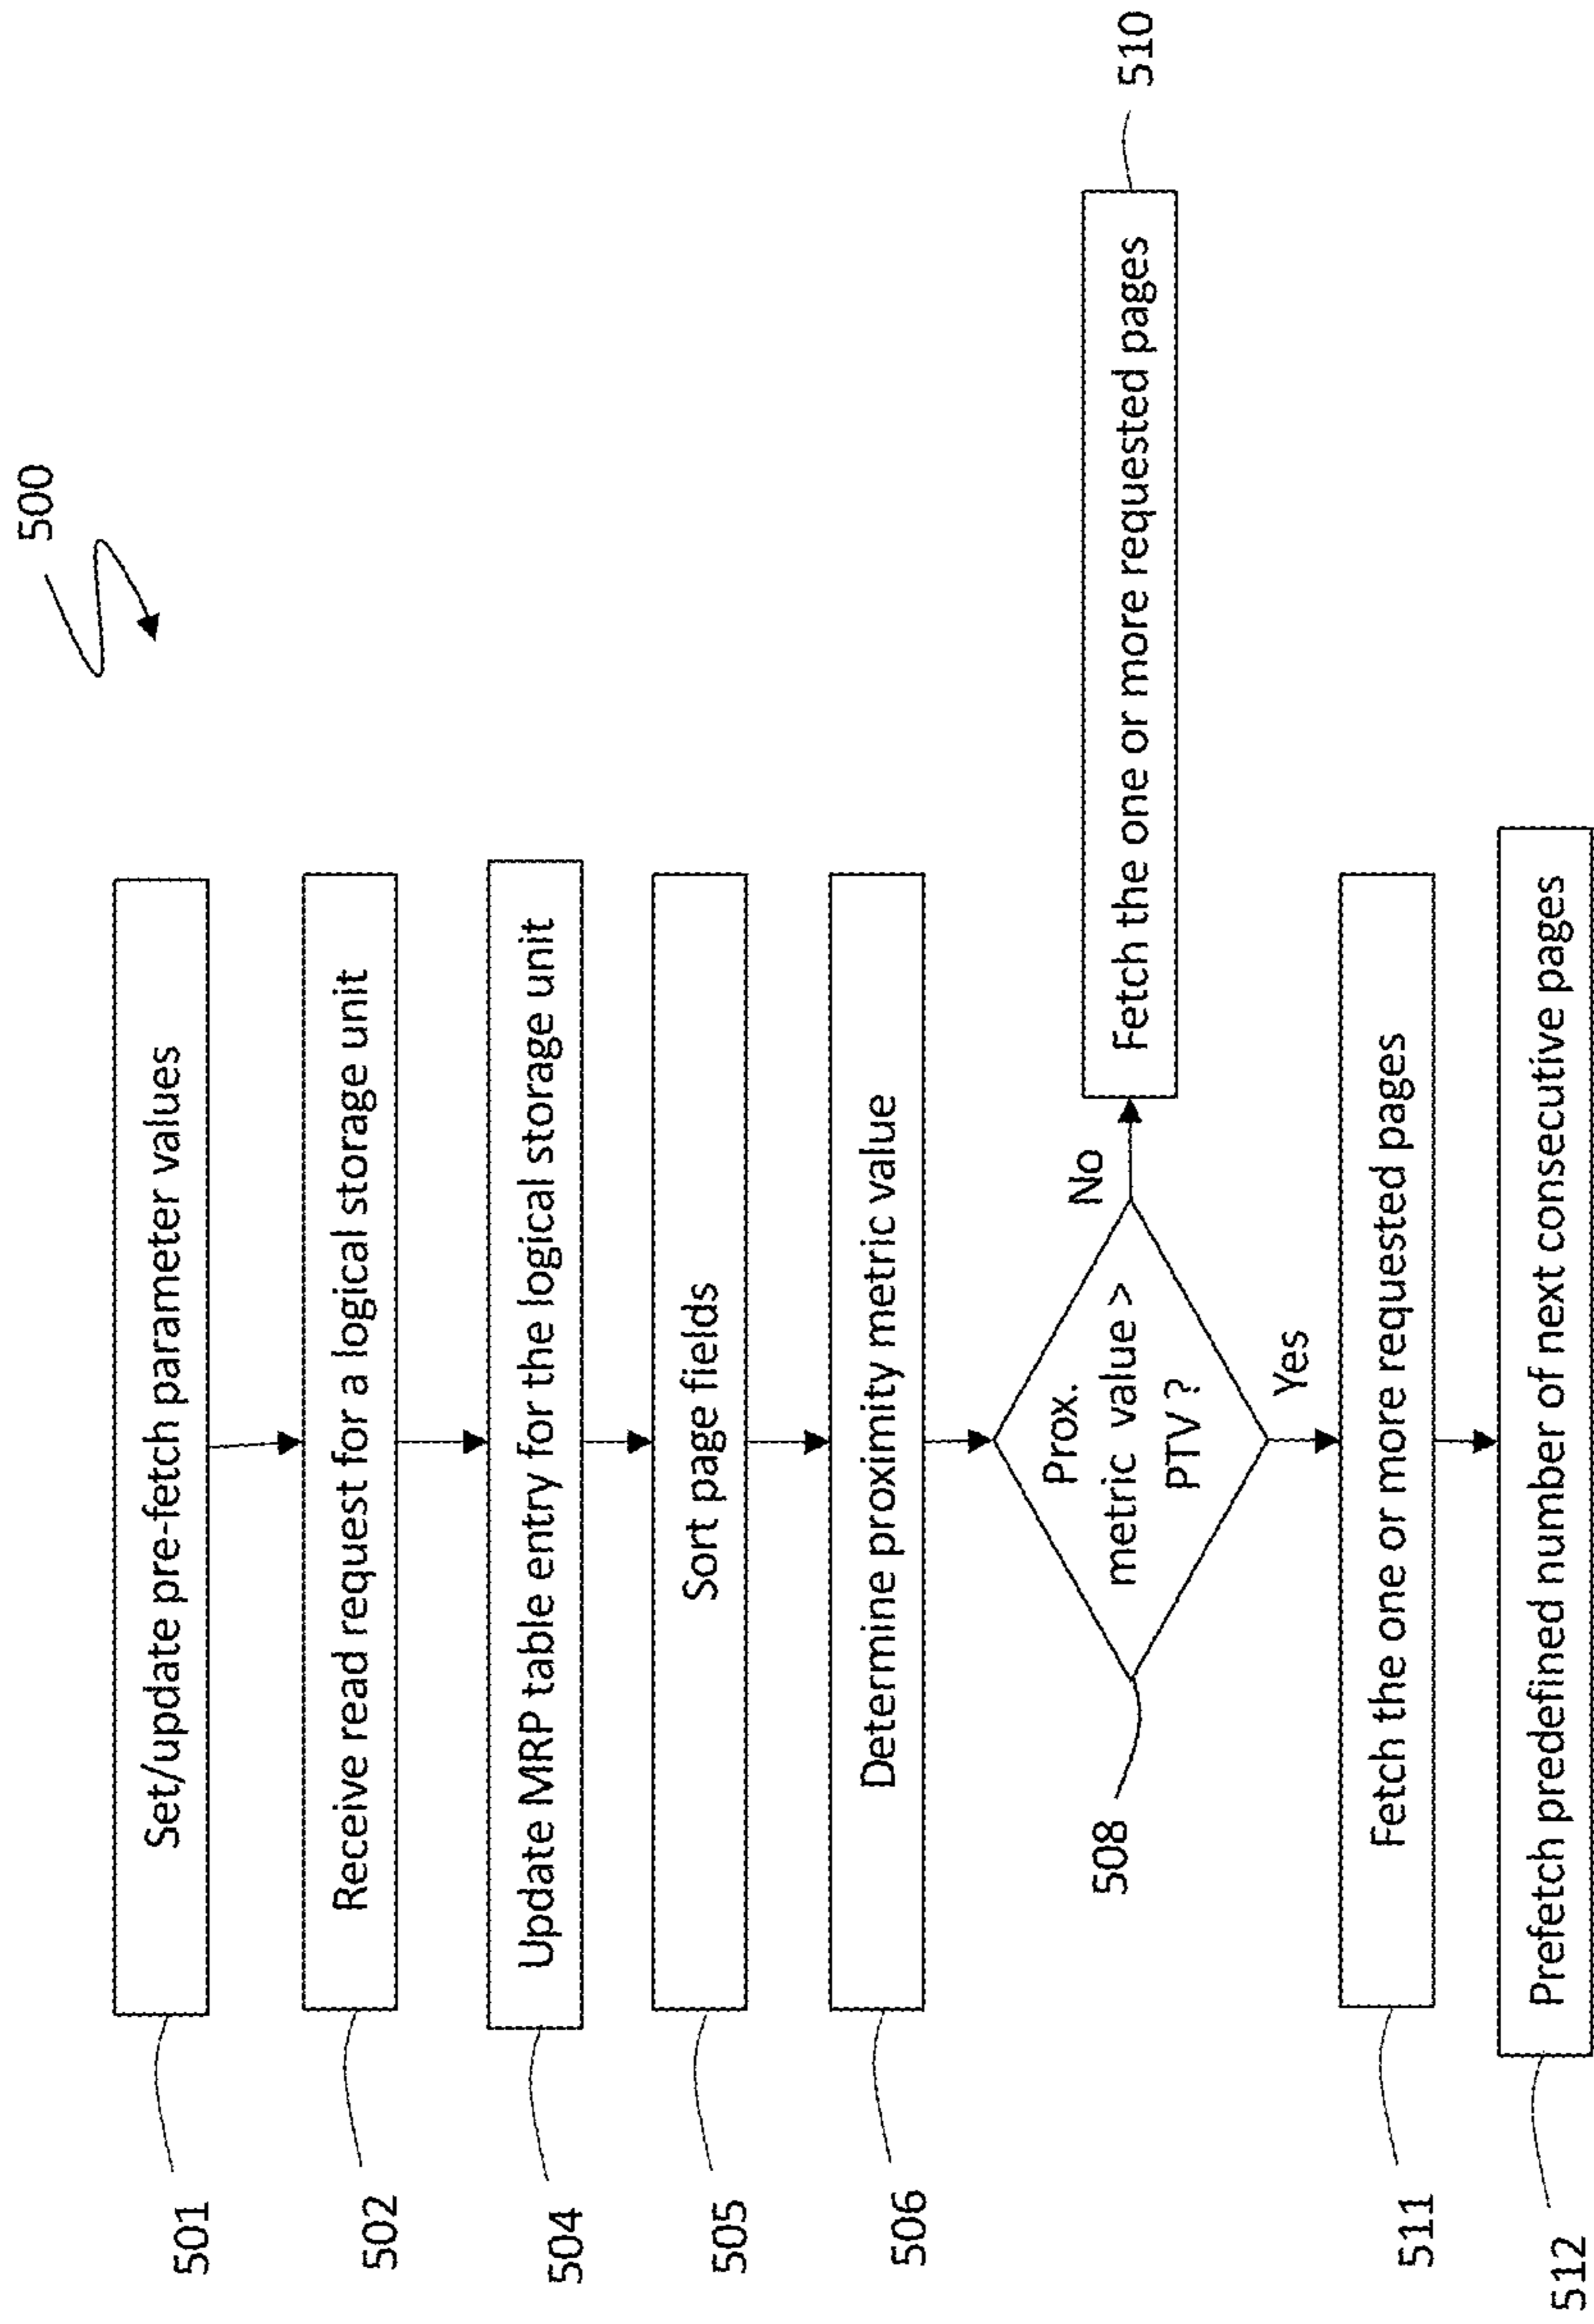 500
501
Set/update pre-fetch parameter values
502
Receive read request for a logical storage unit
504
Update MRP table entry for the logical storage unit
505
Sort page fields
506
Determine proximity metric value
508
Prox.
metric value >
PTV ?
No
Fetch the one or more requested pages
510
Yes
511
Fetch the one or more requested pages
512
Prefetch predefined number of next consecutive pages